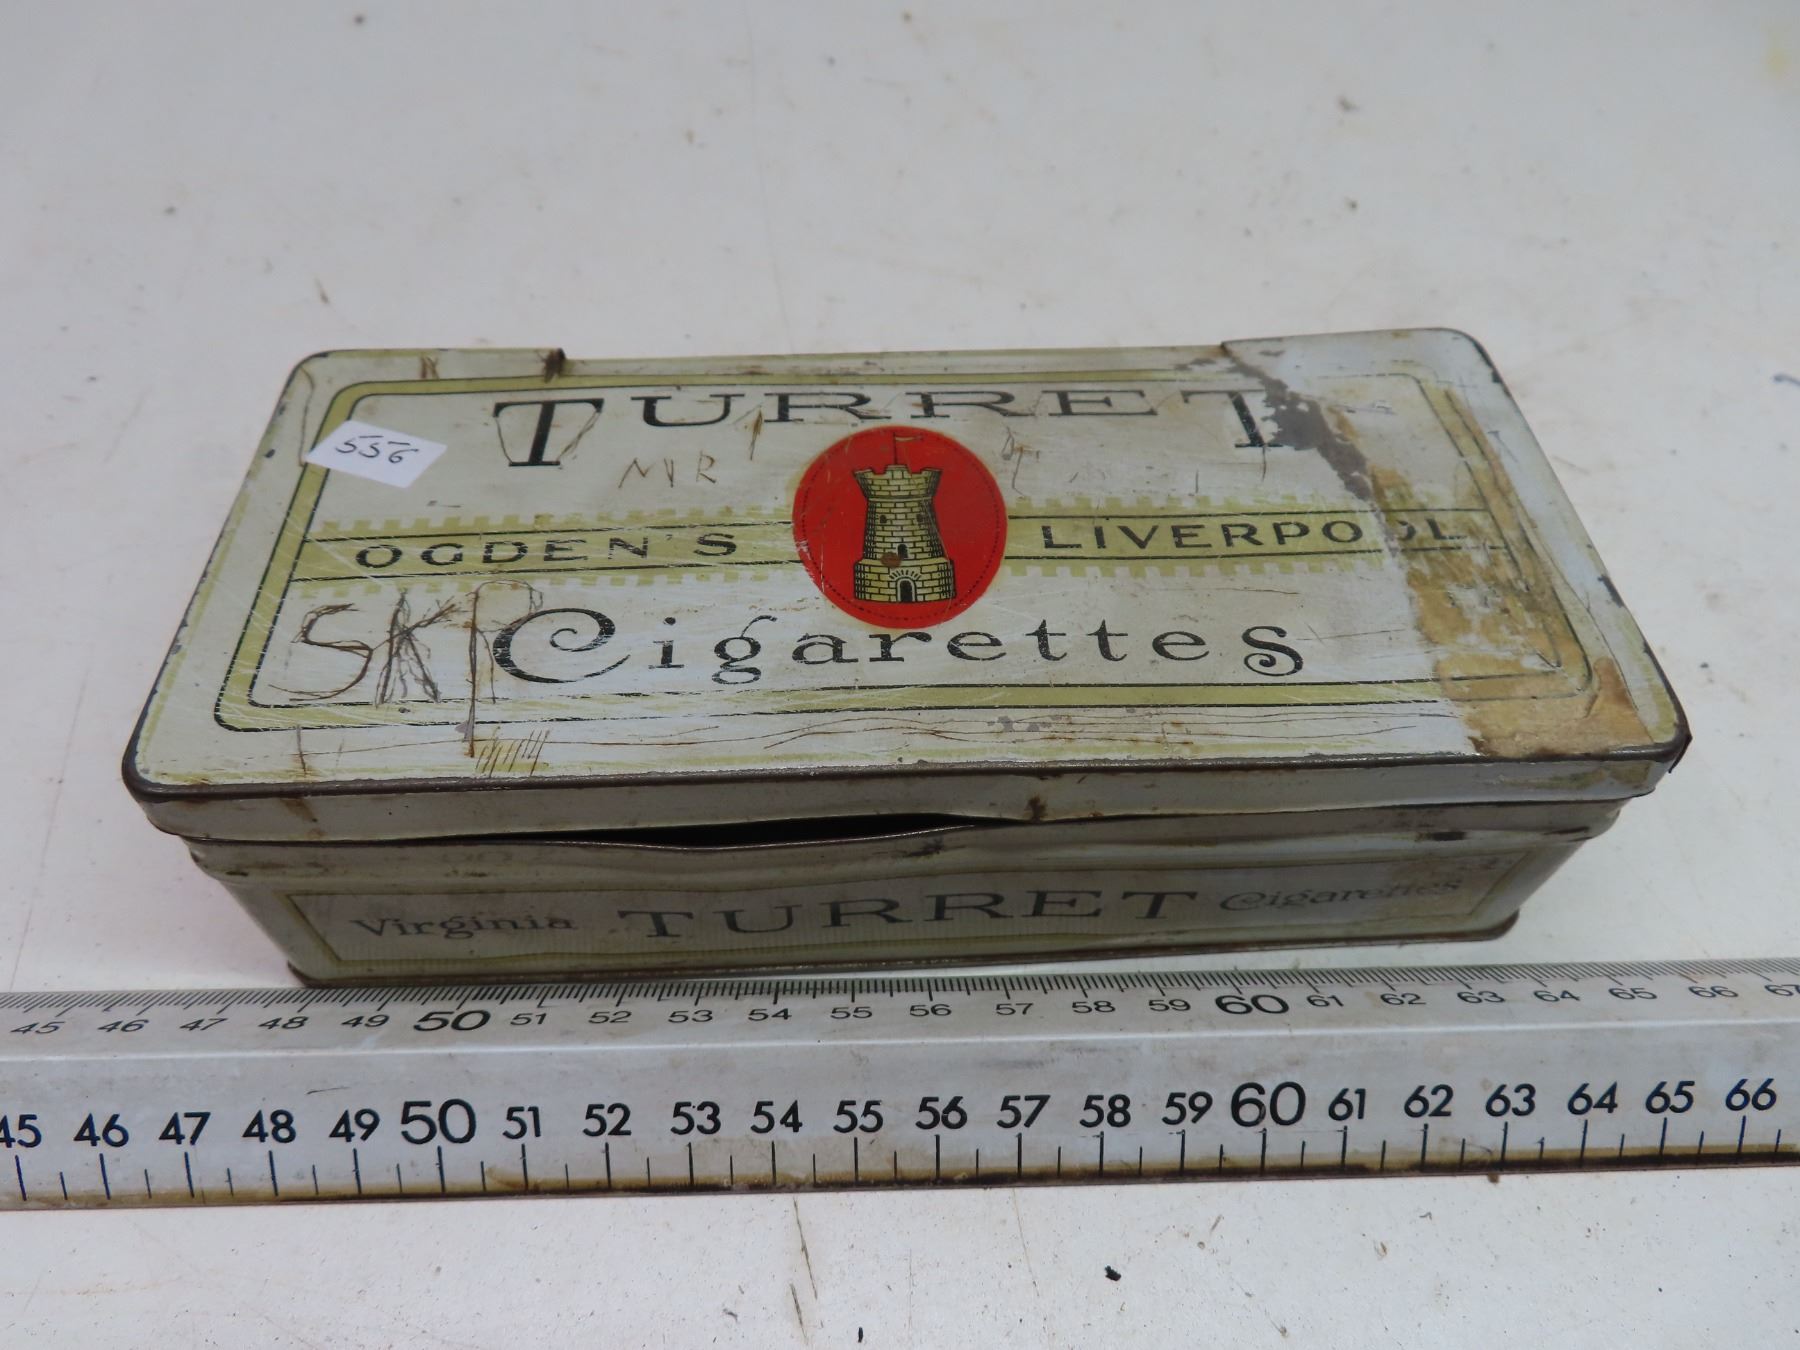 TURRET
556
MR
OGDEN'S LIVERPOOL
SKP
Cigarettes
Virginia TURRET Cigarettes
45 46 47 48 49 50 51 52 53 54 55 56 57 58 59 60 61 62 63 64 65 66 67
45 46 47 48 49 50 51 52 53 54 55 56 57 58 59 60 61 62 63 64 65 66